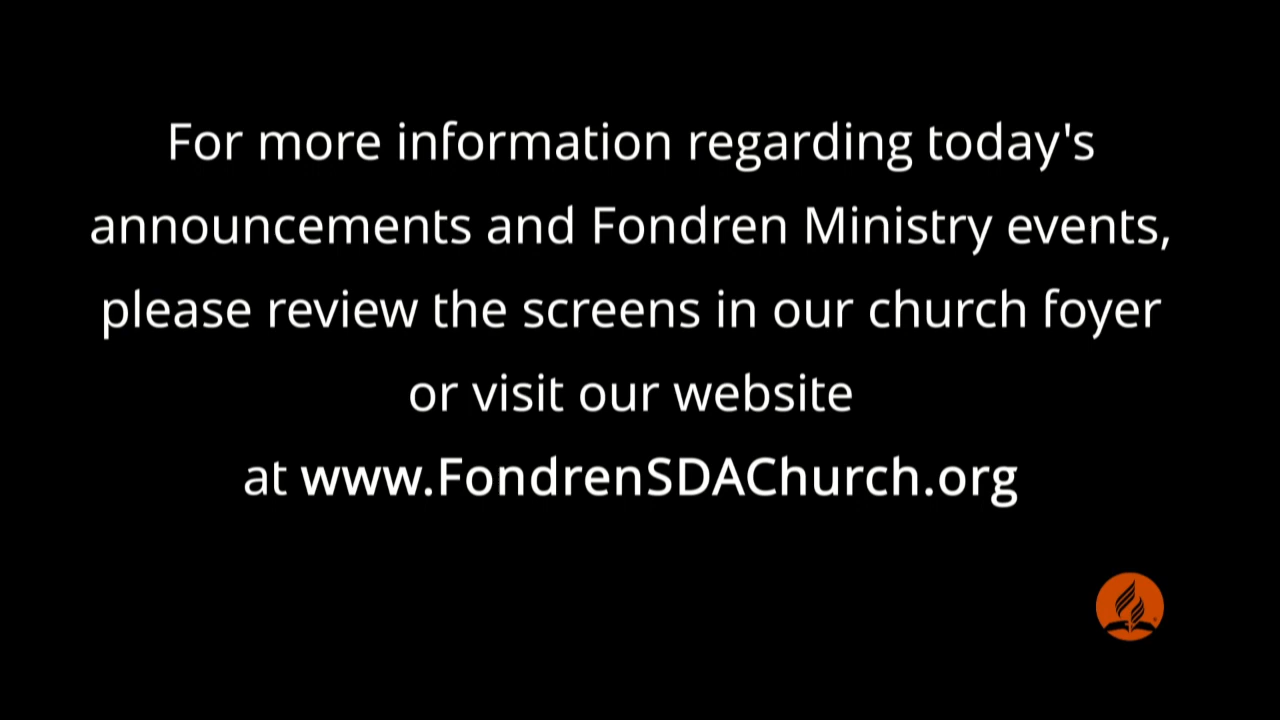 For more information regarding today's
announcements and Fondren Ministry events,
please review the screens in our church foyer
or visit our website
at www.FondrenSDAChurch.org